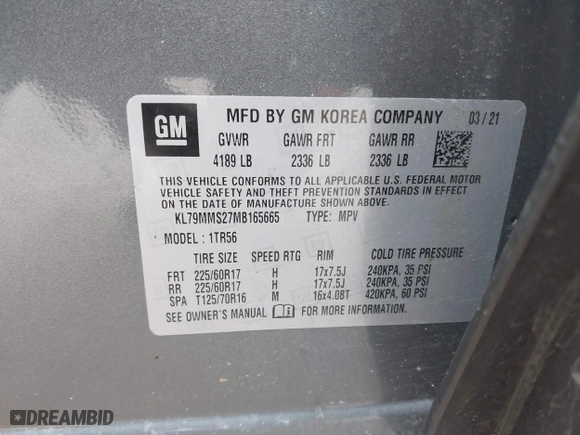 GM
MFD BY GM KOREA COMPANY 03 / 21
GVWR GAWR FRT GAWR RR
4189 LB 2336 LB 2336 LB
THIS VEHICLE CONFORMS TO ALL APPLICABLE U.S. FEDERAL MOTOR
VEHICLE SAFETY AND THEFT PREVENTION STANDARDS IN EFFECT
ON THE DATE OF MANUFACTURE SHOWN ABOVE.
KL79MMS27MB165665 TYPE: MPV
MODEL : 1TR56
TIRE SIZE SPEED RTG RIM COLD TIRE PRESSURE
FRT 225/60R17 H 17x7.5J 240KPA, 35 PSI
RR 225/60R17 H 17x7.5J 240KPA, 35 PSI
SPA T125/70R16 M 16x4.0BT 420KPA, 60 PSI
SEE OWNER'S MANUAL FOR MORE INFORMATION.
DREAMBID